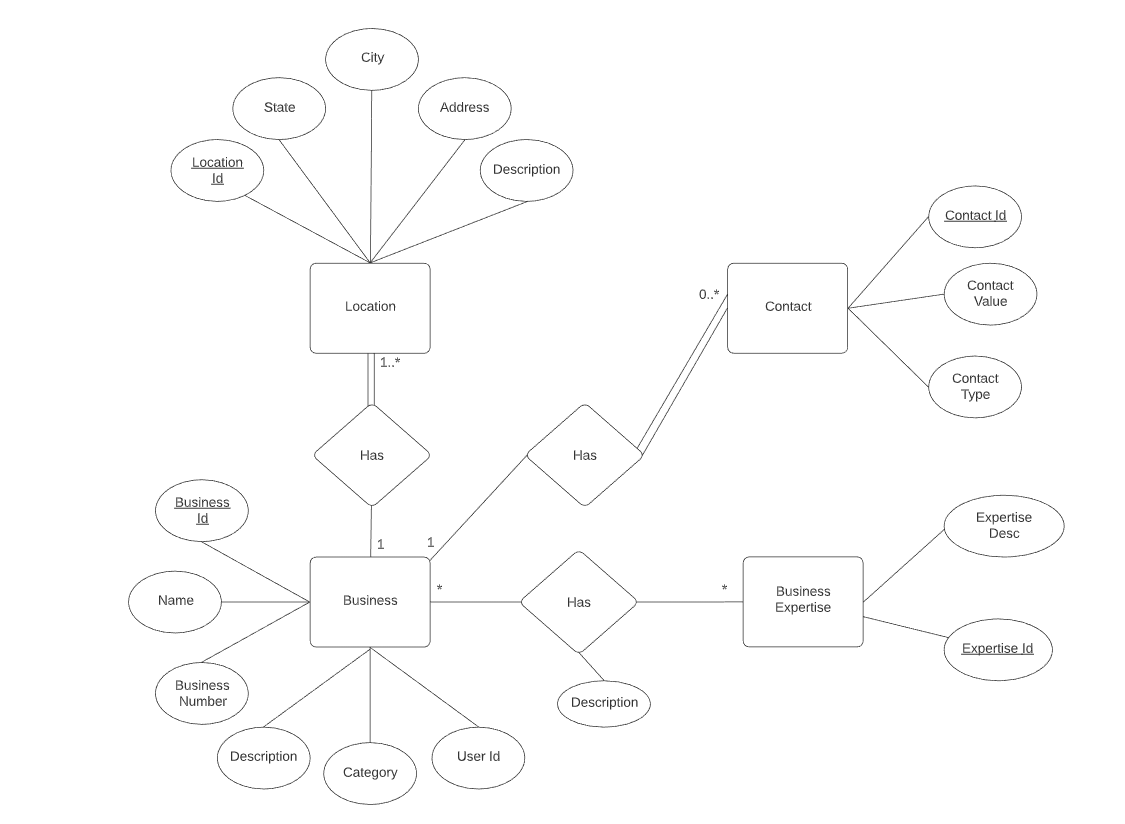 City
State
Address
Location
Id
Description
Contact Id
Contact
Value
Location
0..*
Contact
1..*
Contact
Type
Has
Has
Business
Id
Expertise
Desc
1
1
Name
Business
*
Has
*
Business
Expertise
Expertise Id
Business
Number
Description
Description
Category
User Id